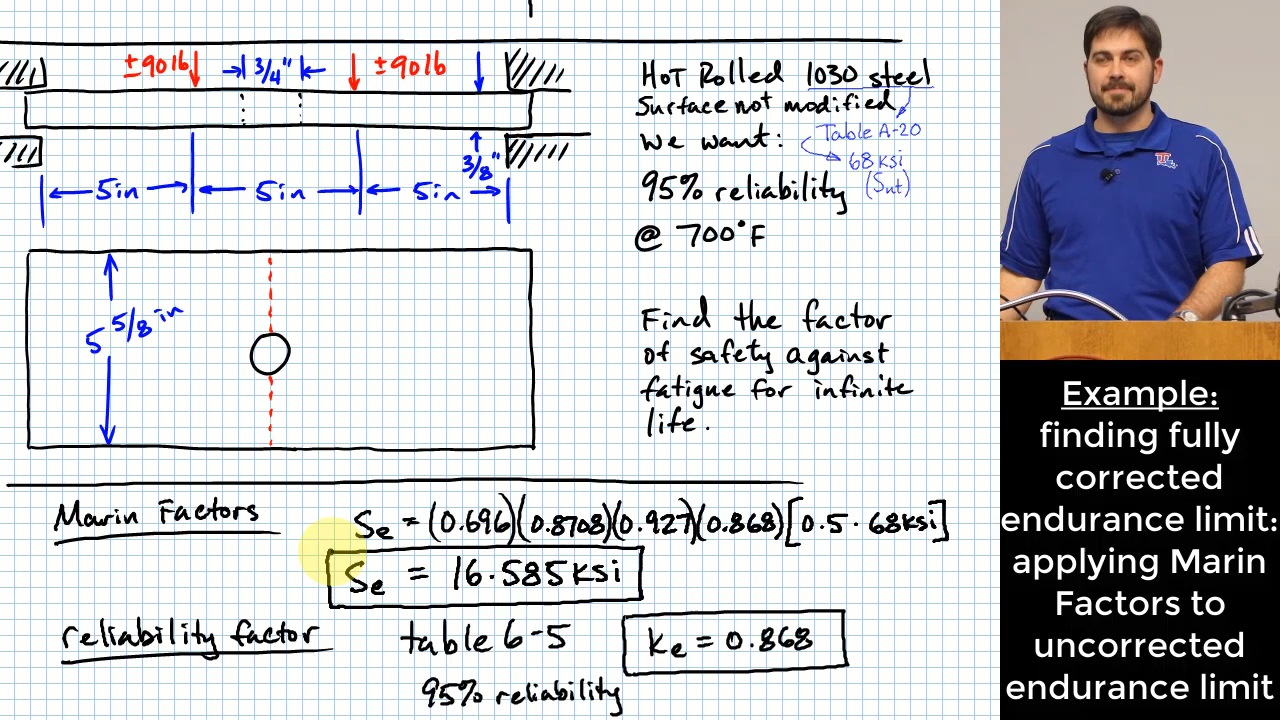 ±90lb
3/4"
±90lb
3/8"
5in
5in
5in
5 5/8 in
Hot Rolled 1030 steel
Surface not modified
We want:
Table A-20
68 ksi
(Sut)
95% reliability
@ 700°F
Find the factor
of safety against
fatigue for infinite
life.
Marin Factors
Se = (0.696)(0.8708)(0.927)(0.868)[0.5 · 68ksi]
Se = 16.585 ksi
reliability factor
table 6-5
ke = 0.868
95% reliability
Example:
finding fully
corrected
endurance limit:
applying Marin
Factors to
uncorrected
endurance limit